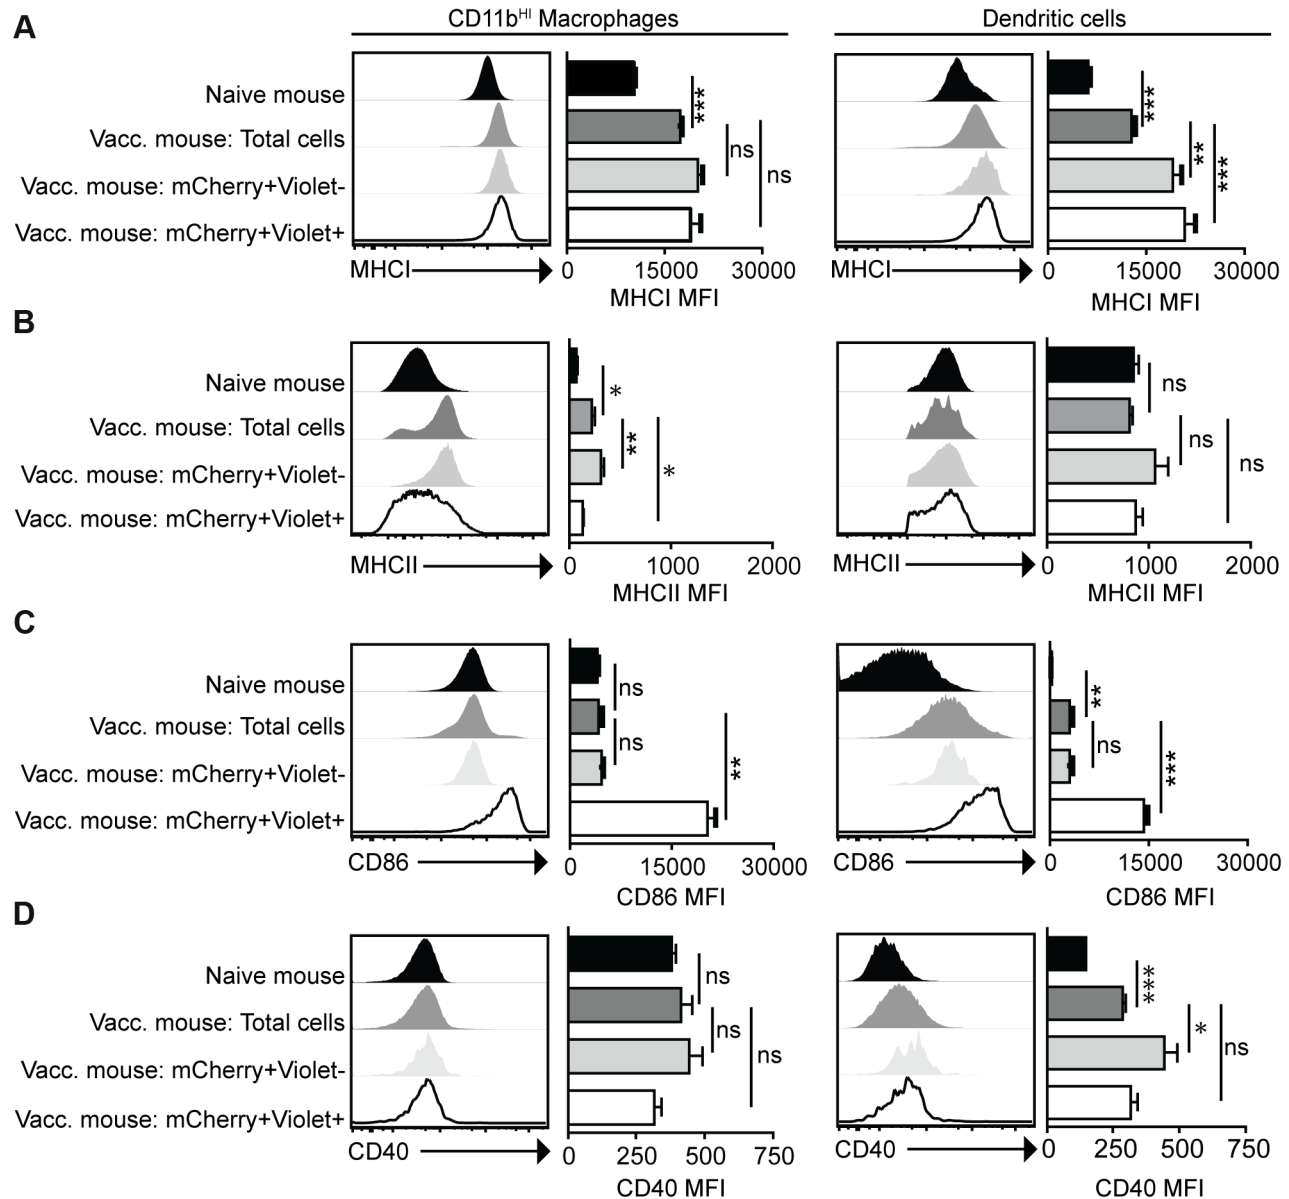 A
CD11bHI Macrophages
Dendritic cells
Naive mouse
Vacc. mouse: Total cells
Vacc. mouse: mCherry+Violet-
Vacc. mouse: mCherry+Violet+
***
ns
ns
***
**
***
MHCI
0 15000 30000
MHCI MFI
MHCI
0 15000 30000
MHCI MFI
B
Naive mouse
Vacc. mouse: Total cells
Vacc. mouse: mCherry+Violet-
Vacc. mouse: mCherry+Violet+
*
**
*
ns
ns
ns
MHCII
0 1000 2000
MHCII MFI
MHCII
0 1000 2000
MHCII MFI
C
Naive mouse
Vacc. mouse: Total cells
Vacc. mouse: mCherry+Violet-
Vacc. mouse: mCherry+Violet+
ns
ns
**
**
ns
***
CD86
0 15000 30000
CD86 MFI
CD86
0 15000 30000
CD86 MFI
D
Naive mouse
Vacc. mouse: Total cells
Vacc. mouse: mCherry+Violet-
Vacc. mouse: mCherry+Violet+
ns
ns
ns
***
*
ns
CD40
0 250 500 750
CD40 MFI
CD40
0 250 500 750
CD40 MFI